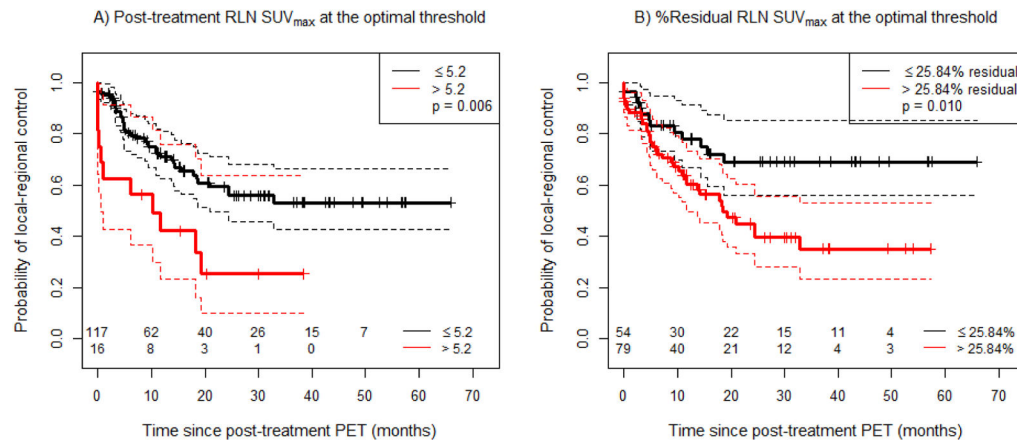 A) Post-treatment RLN SUVmax at the optimal threshold
≤ 5.2
> 5.2
p = 0.006
Probability of local-regional control
1.0
0.8
0.6
0.4
0.2
0.0
117 62 40 26 15 7 ≤ 5.2
16 8 3 1 0 > 5.2
0 10 20 30 40 50 60 70
Time since post-treatment PET (months)
B) %Residual RLN SUVmax at the optimal threshold
≤ 25.84% residual
> 25.84% residual
p = 0.010
Probability of local-regional control
1.0
0.8
0.6
0.4
0.2
0.0
54 30 22 15 11 4 ≤ 25.84%
79 40 21 12 4 3 > 25.84%
0 10 20 30 40 50 60 70
Time since post-treatment PET (months)